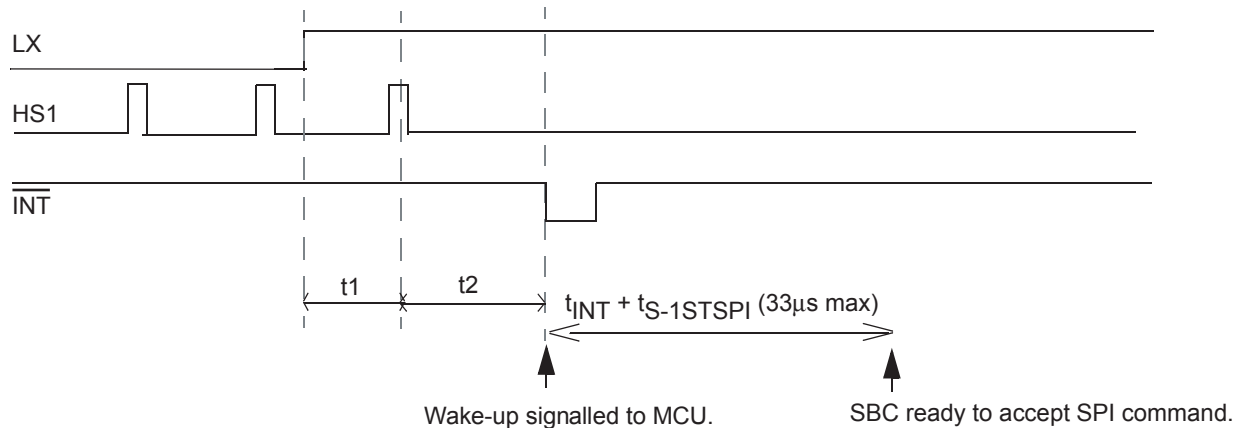 LX
HS1
INT
t1
t2
tINT + tS-1STSPI (33μs max)
Wake-up signalled to MCU.
SBC ready to accept SPI command.